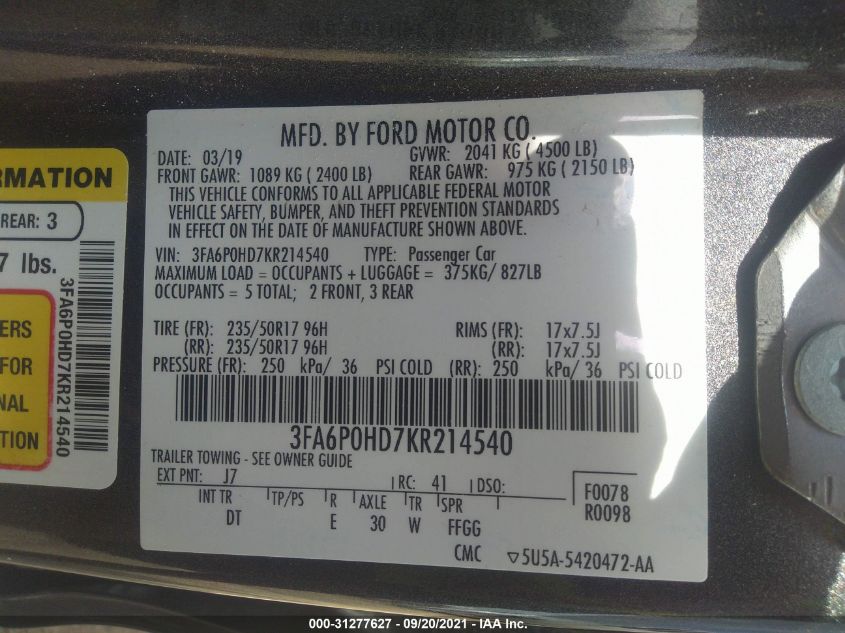 MFD. BY FORD MOTOR CO.
DATE: 03/19 GVWR: 2041 KG ( 4500 LB)
FRONT GAWR: 1089 KG ( 2400 LB) REAR GAWR: 975 KG ( 2150 LB)
THIS VEHICLE CONFORMS TO ALL APPLICABLE FEDERAL MOTOR
VEHICLE SAFETY, BUMPER, AND THEFT PREVENTION STANDARDS
IN EFFECT ON THE DATE OF MANUFACTURE SHOWN ABOVE.
VIN: 3FA6P0HD7KR214540 TYPE: Passenger Car
MAXIMUM LOAD = OCCUPANTS + LUGGAGE = 375KG/ 827LB
OCCUPANTS = 5 TOTAL; 2 FRONT, 3 REAR
TIRE (FR): 235/50R17 96H RIMS (FR): 17x7.5J
(RR): 235/50R17 96H (RR): 17x7.5J
PRESSURE (FR): 250 kPa/ 36 PSI COLD (RR): 250 kPa/ 36 PSI COLD
3FA6P0HD7KR214540
TRAILER TOWING - SEE OWNER GUIDE
EXT PNT: J7 RC: 41 DSO:
F0078
R0098
INT TR TP/PS R AXLE TR SPR
DT E 30 W FFGG
CMC ▽5U5A-5420472-AA
RMATION
REAR: 3
7 lbs.
ERS
FOR
NAL
TION
3FA6P0HD7KR214540
000-31277627 - 09/20/2021 - IAA Inc.